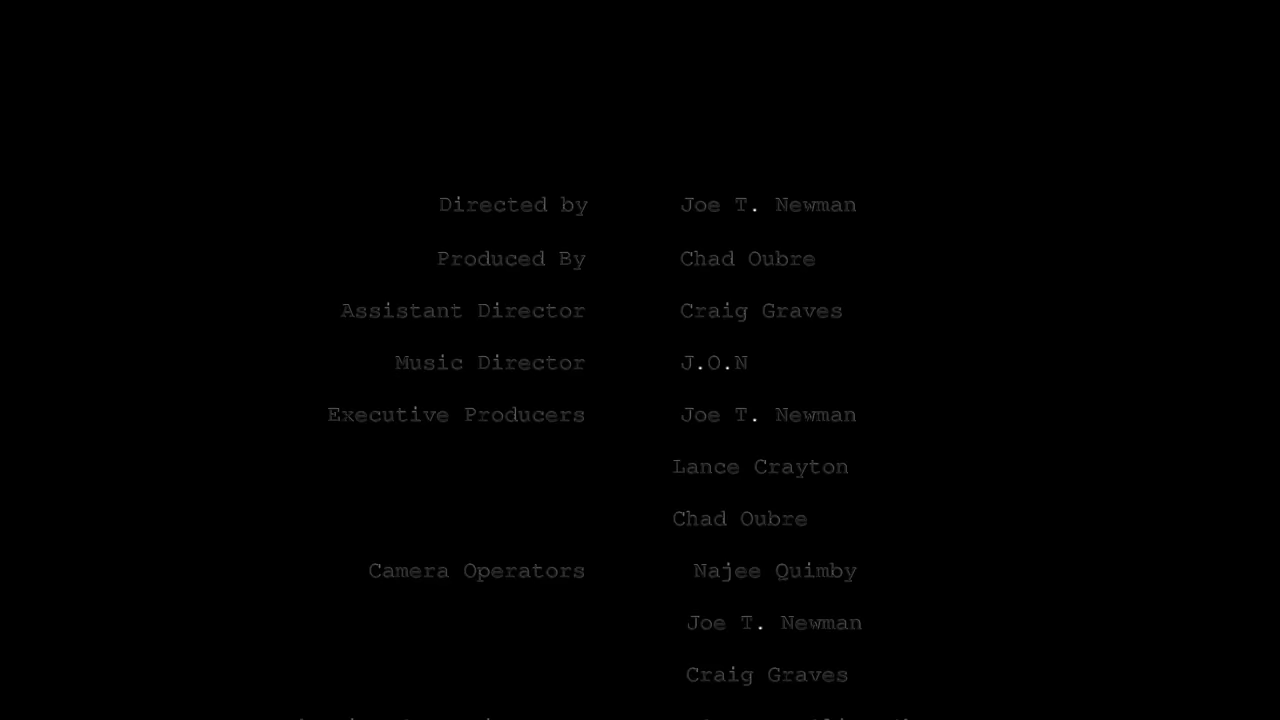 Directed by Joe T. Newman
Produced By Chad Oubre
Assistant Director Craig Graves
Music Director J.O.N
Executive Producers Joe T. Newman
Lance Crayton
Chad Oubre
Camera Operators Najee Quimby
Joe T. Newman
Craig Graves